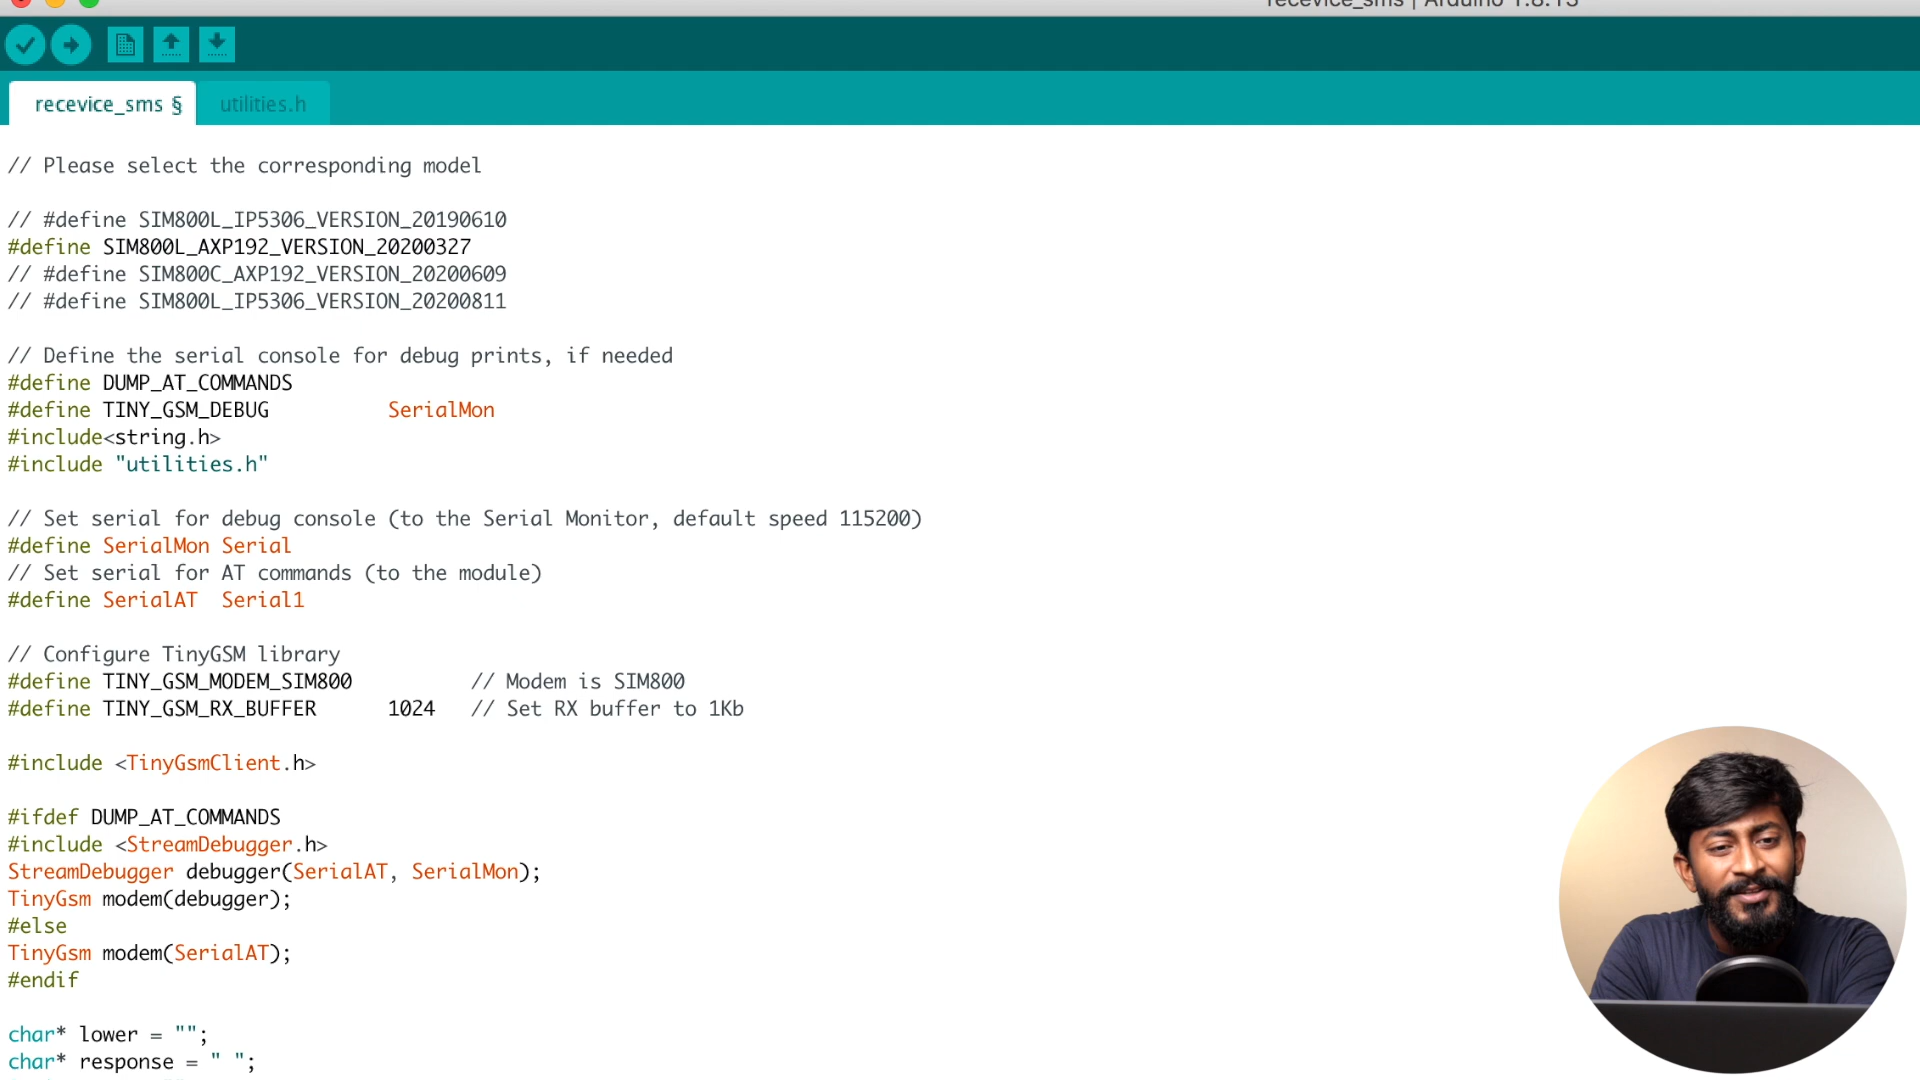 recevice_sms | Arduino 1.8.13
recevice_sms §
utilities.h
// Please select the corresponding model
// #define SIM800L_IP5306_VERSION_20190610
#define SIM800L_AXP192_VERSION_20200327
// #define SIM800C_AXP192_VERSION_20200609
// #define SIM800L_IP5306_VERSION_20200811
// Define the serial console for debug prints, if needed
#define DUMP_AT_COMMANDS
#define TINY_GSM_DEBUG          SerialMon
#include<string.h>
#include "utilities.h"
// Set serial for debug console (to the Serial Monitor, default speed 115200)
#define SerialMon Serial
// Set serial for AT commands (to the module)
#define SerialAT  Serial1
// Configure TinyGSM library
#define TINY_GSM_MODEM_SIM800          // Modem is SIM800
#define TINY_GSM_RX_BUFFER      1024   // Set RX buffer to 1Kb
#include <TinyGsmClient.h>
#ifdef DUMP_AT_COMMANDS
#include <StreamDebugger.h>
StreamDebugger debugger(SerialAT, SerialMon);
TinyGsm modem(debugger);
#else
TinyGsm modem(SerialAT);
#endif
char* lower = "";
char* response = " ";